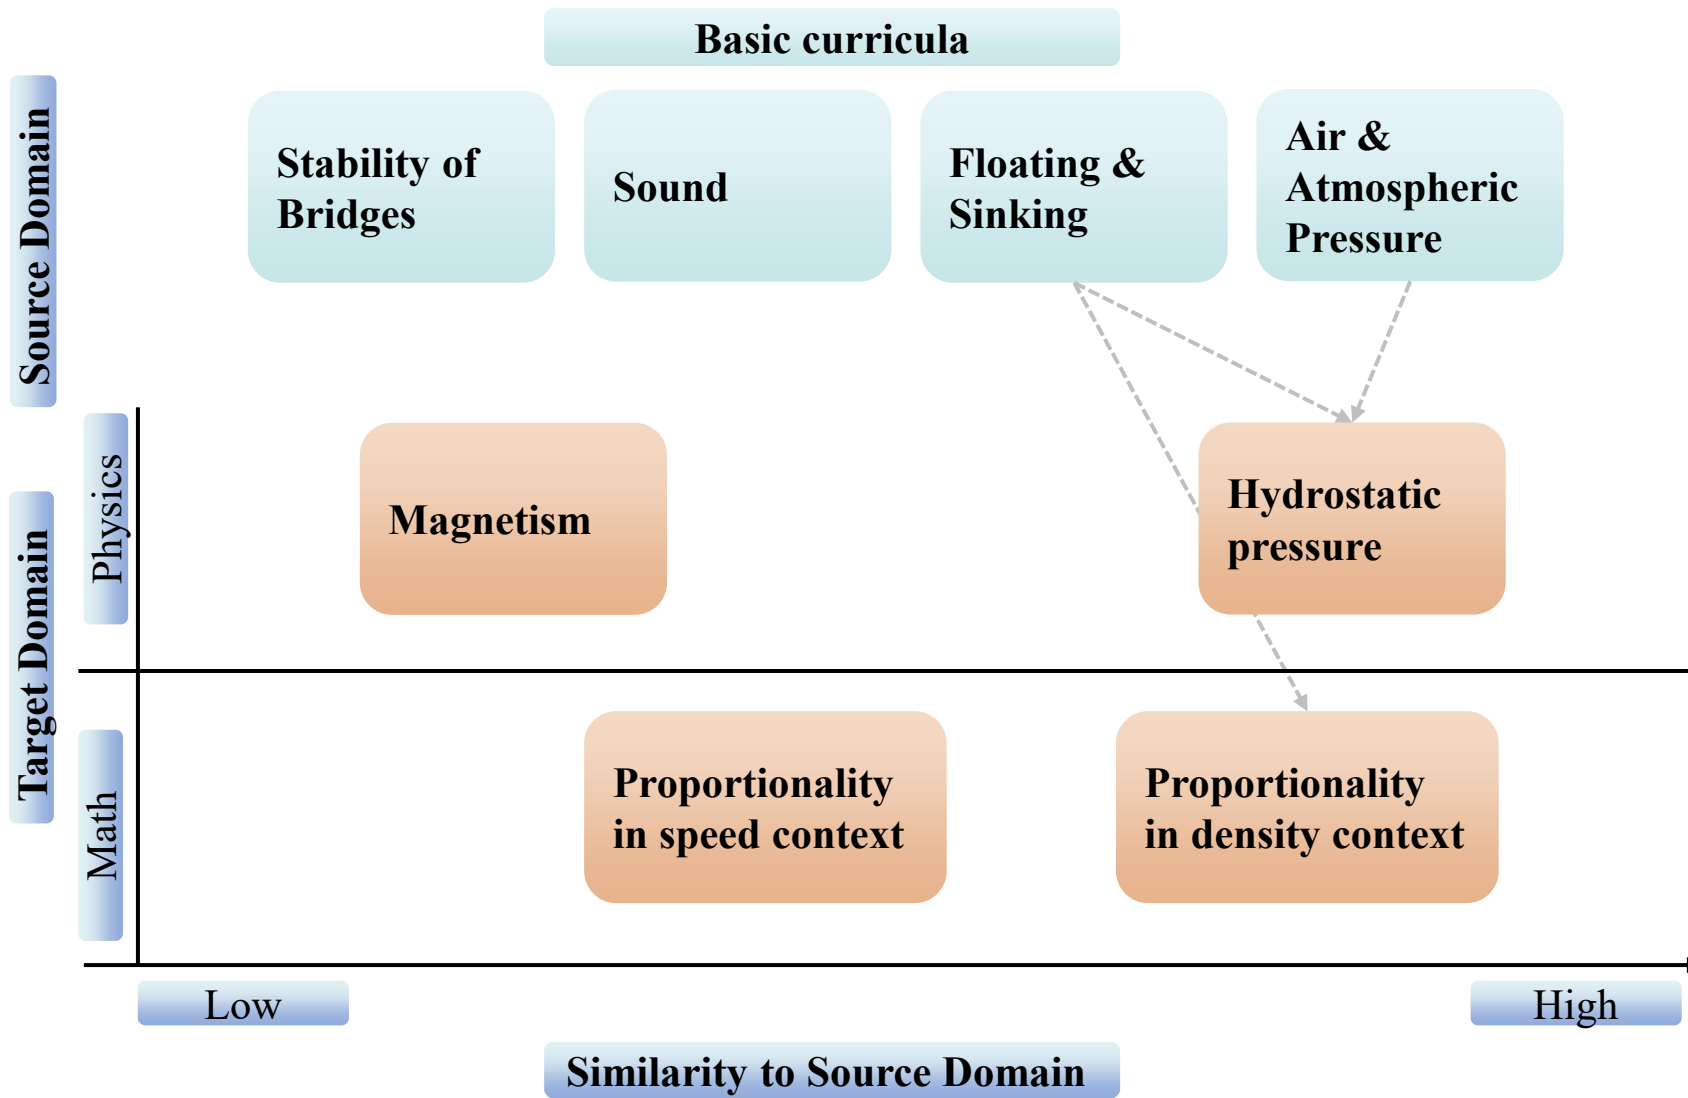 Basic curricula
Source Domain
Stability of
Bridges
Sound
Floating &
Sinking
Air &
Atmospheric
Pressure
Target Domain
Physics
Magnetism
Hydrostatic
pressure
Math
Proportionality
in speed context
Proportionality
in density context
Low
High
Similarity to Source Domain